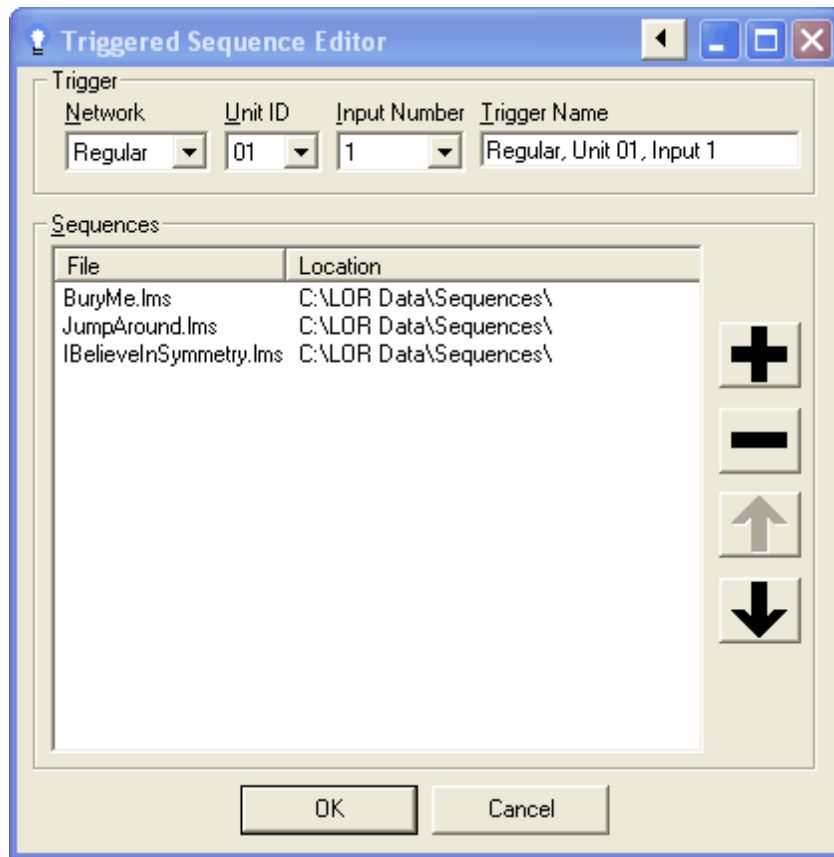 Triggered Sequence Editor
Trigger
Network Unit ID Input Number Trigger Name
Regular 01 1 Regular, Unit 01, Input 1
Sequences
File Location
BuryMe.lms C:\LOR Data\Sequences\
JumpAround.lms C:\LOR Data\Sequences\
IBelieveInSymmetry.lms C:\LOR Data\Sequences\
OK Cancel